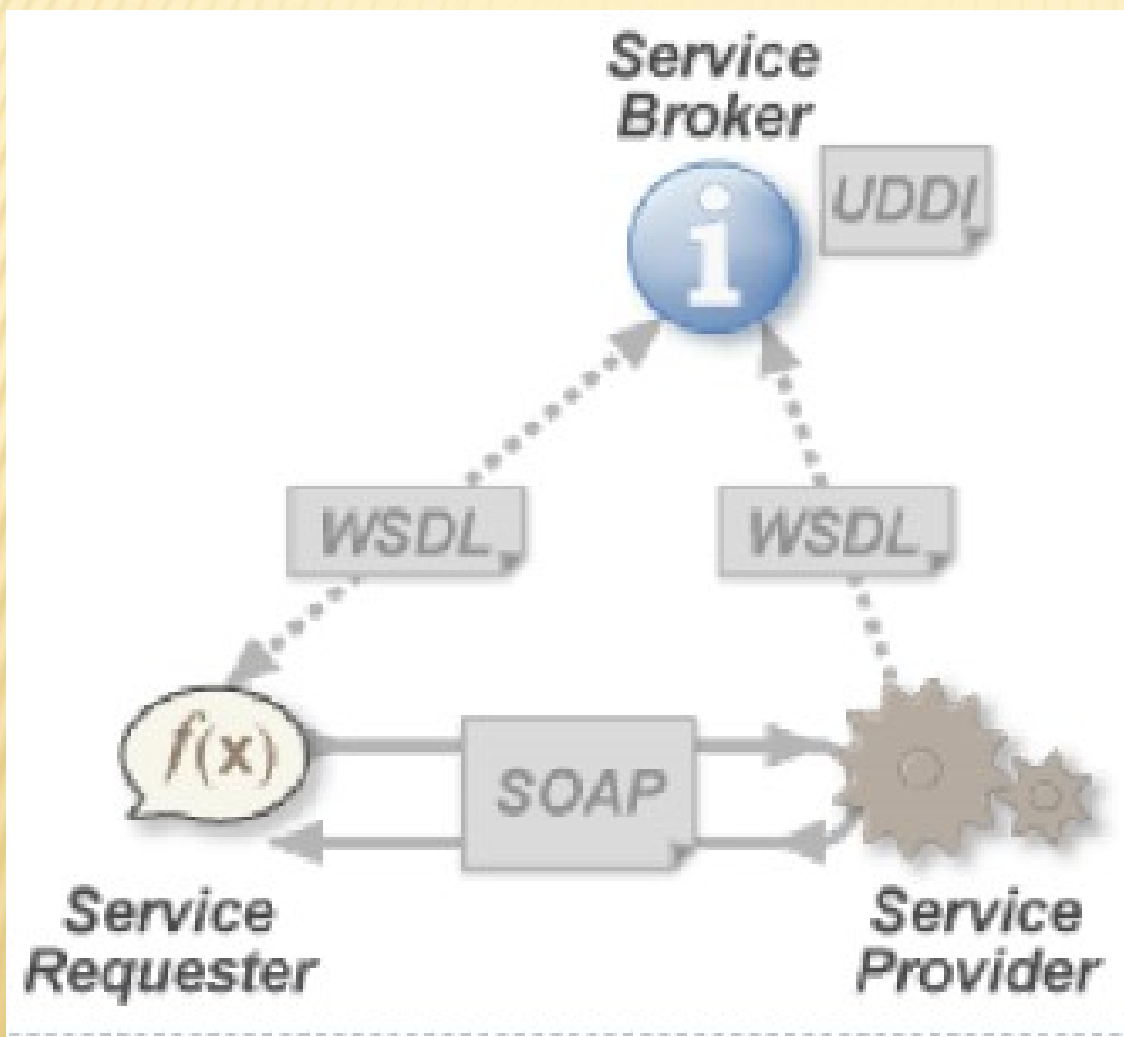 Service
Broker
UDDI
i
WSDL
WSDL
f(x)
SOAP
Service
Requester
Service
Provider